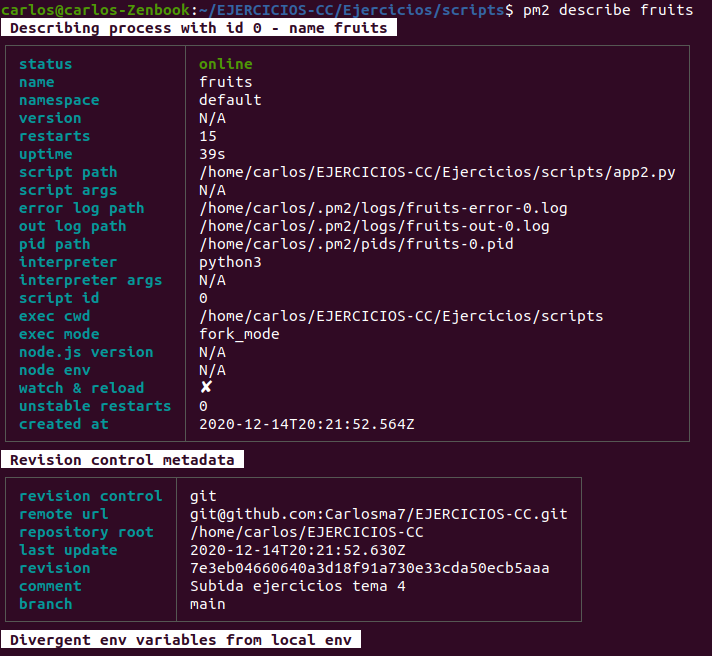 carlos@carlos-Zenbook:~/EJERCICIOS-CC/Ejercicios/scripts$ pm2 describe fruits
Describing process with id 0 - name fruits
status online
name fruits
namespace default
version N/A
restarts 15
uptime 39s
script path /home/carlos/EJERCICIOS-CC/Ejercicios/scripts/app2.py
script args N/A
error log path /home/carlos/.pm2/logs/fruits-error-0.log
out log path /home/carlos/.pm2/logs/fruits-out-0.log
pid path /home/carlos/.pm2/pids/fruits-0.pid
interpreter python3
interpreter args N/A
script id 0
exec cwd /home/carlos/EJERCICIOS-CC/Ejercicios/scripts
exec mode fork_mode
node.js version N/A
node env N/A
watch & reload ✘
unstable restarts 0
created at 2020-12-14T20:21:52.564Z
Revision control metadata
revision control git
remote url git@github.com:Carlosma7/EJERCICIOS-CC.git
repository root /home/carlos/EJERCICIOS-CC
last update 2020-12-14T20:21:52.630Z
revision 7e3eb04660640a3d18f91a730e33cda50ecb5aaa
comment Subida ejercicios tema 4
branch main
Divergent env variables from local env